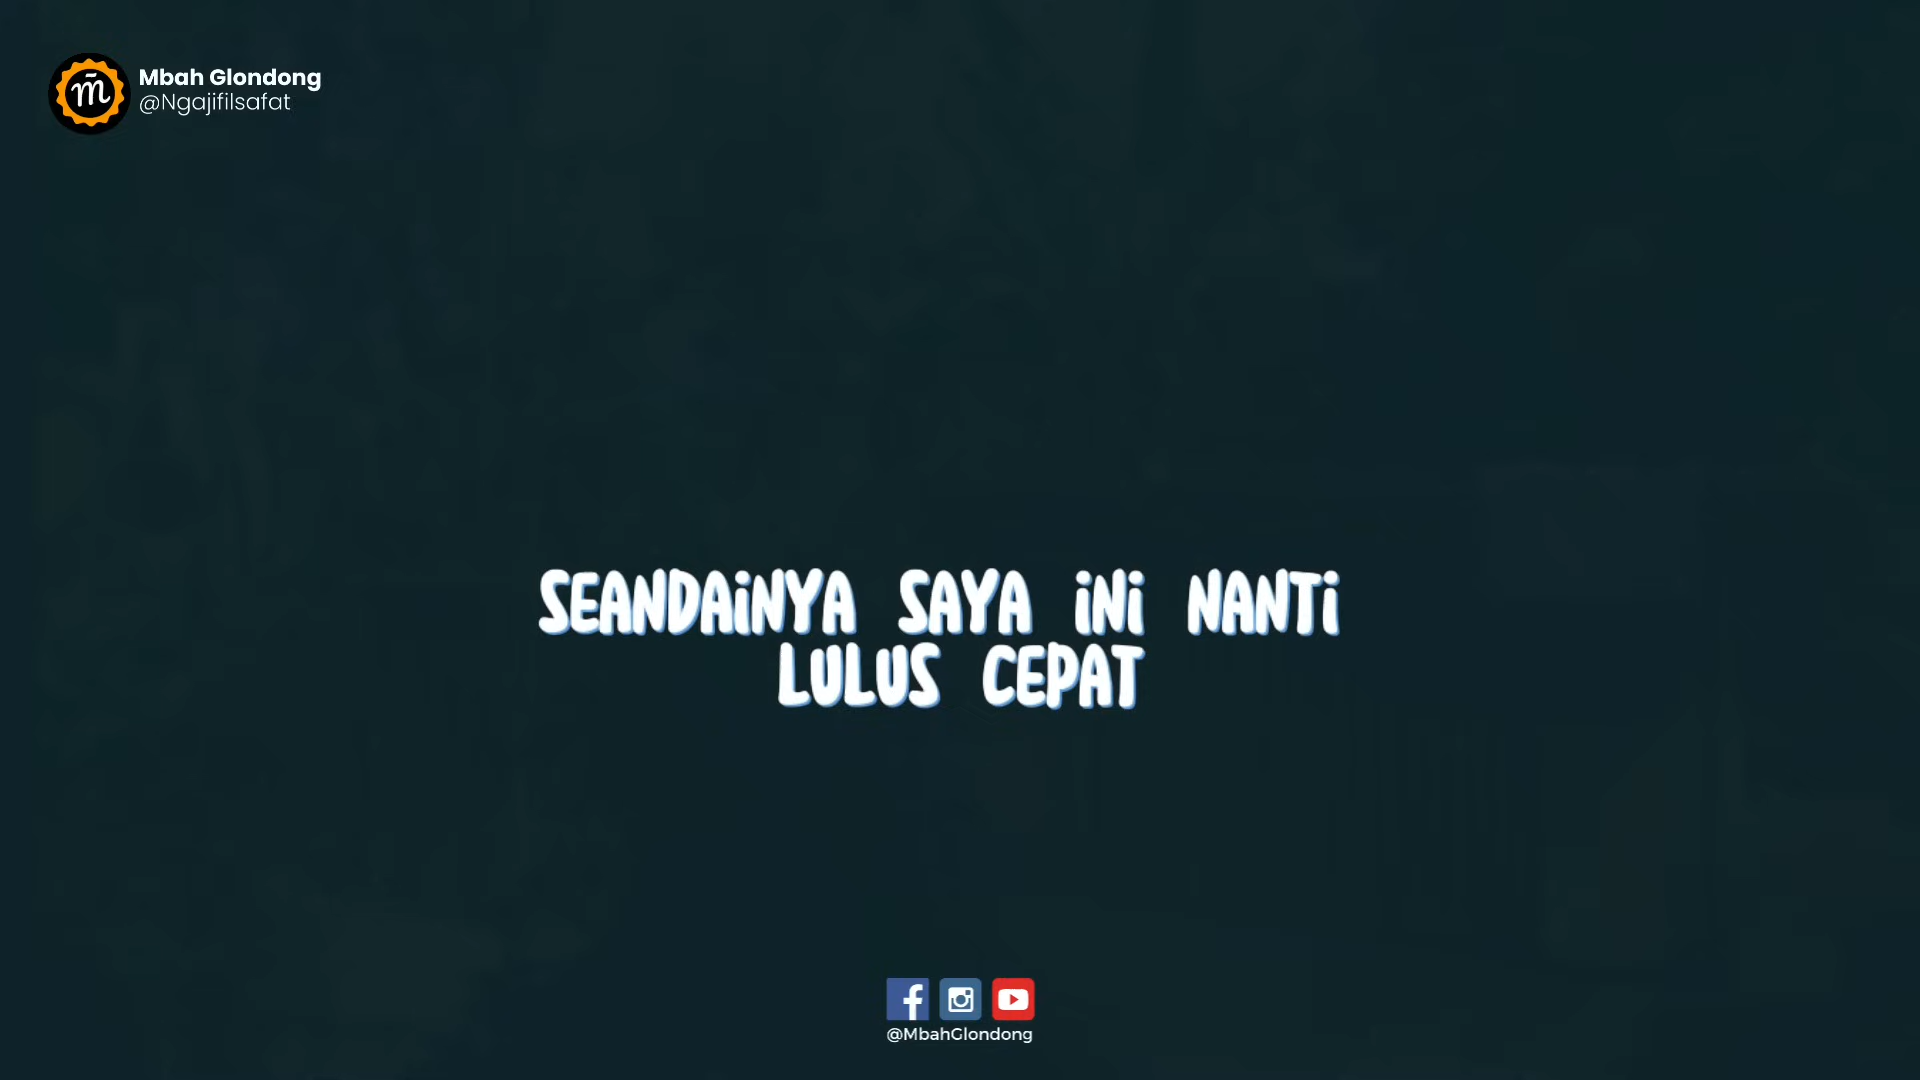 Mbah Glondong
@Ngajifilsafat
SEANDAiNYA SAYA iNi NANTi
LULUS CEPAT
@MbahGlondong